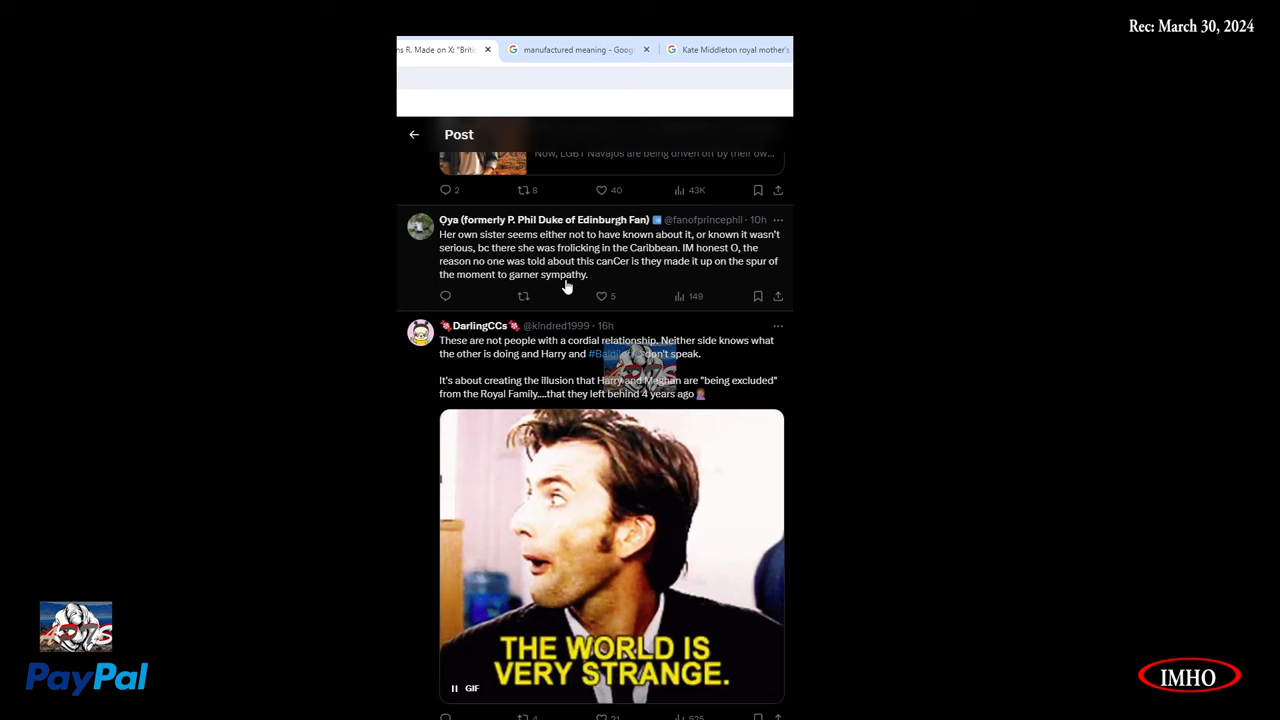 Rec: March 30, 2024
ns R. Made on X: "Brit
manufactured meaning - Goog
Kate Middleton royal mother's
Post
Now, LGBT Navajos are being driven off by their ow...
2 8 40 43K
Oya (formerly P. Phil Duke of Edinburgh Fan) @fanofprincephil · 10h
Her own sister seems either not to have known about it, or known it wasn't
serious, bc there she was frolicking in the Caribbean. IM honest O, the
reason no one was told about this canCer is they made it up on the spur of
the moment to garner sympathy.
5 149
DarlingCCs @kindred1999 · 16h
These are not people with a cordial relationship. Neither side knows what
the other is doing and Harry and don't speak.
It's about creating the illusion that Harry and Meghan are "being excluded"
from the Royal Family....that they left behind 4 years ago
THE WORLD IS
VERY STRANGE.
GIF
4 21 535
PayPal
IMHO